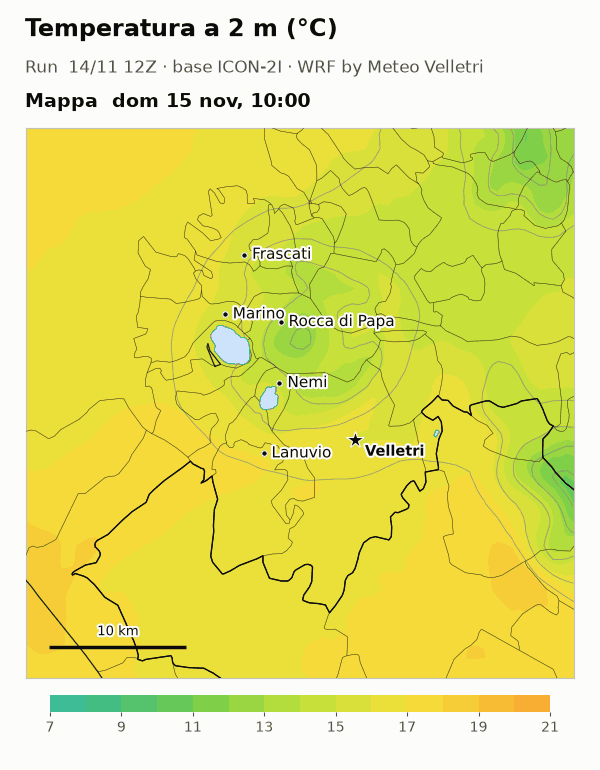 Temperatura a 2 m (°C)
Run  14/11 12Z · base ICON-2I · WRF by Meteo Velletri
Mappa  dom 15 nov, 10:00
Frascati
Marino
Rocca di Papa
Nemi
Velletri
Lanuvio
10 km
7 9 11 13 15 17 19 21